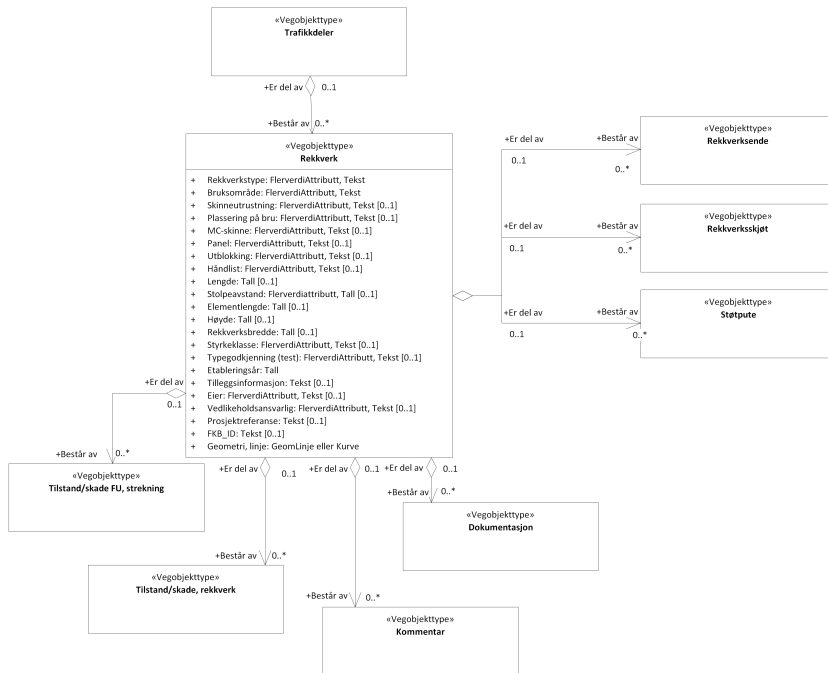 «Vegobjekttype»
Trafikkdeler
+Er del av
0..1
+Består av
0..*
«Vegobjekttype»
Rekkverk
+ Rekkverkstype: FlerverdiAttributt, Tekst
+ Bruksområde: FlerverdiAttributt, Tekst
+ Skinneutrustning: FlerverdiAttributt, Tekst [0..1]
+ Plassering på bru: FlerverdiAttributt, Tekst [0..1]
+ MC-skinne: FlerverdiAttributt, Tekst [0..1]
+ Panel: FlerverdiAttributt, Tekst [0..1]
+ Utblokking: FlerverdiAttributt, Tekst [0..1]
+ Håndlist: FlerverdiAttributt, Tekst [0..1]
+ Lengde: Tall [0..1]
+ Stolpeavstand: Flerverdiattributt, Tall [0..1]
+ Elementlengde: Tall [0..1]
+ Høyde: Tall [0..1]
+ Rekkverksbredde: Tall [0..1]
+ Styrkeklasse: FlerverdiAttributt, Tekst [0..1]
+ Typegodkjenning (test): FlerverdiAttributt, Tekst [0..1]
+ Etableringsår: Tall
+ Tilleggsinformasjon: Tekst [0..1]
+ Eier: FlerverdiAttributt, Tekst [0..1]
+ Vedlikeholdsansvarlig: FlerverdiAttributt, Tekst [0..1]
+ Prosjektreferanse: Tekst [0..1]
+ FKB_ID: Tekst [0..1]
+ Geometri, linje: GeomLinje eller Kurve
+Er del av
0..1
+Består av
0..*
«Vegobjekttype»
Rekkverksende
+Er del av
0..1
+Består av
0..*
«Vegobjekttype»
Rekkverksskjøt
+Er del av
0..1
+Består av
0..*
«Vegobjekttype»
Støtpute
+Er del av
0..1
+Består av
0..*
«Vegobjekttype»
Tilstand/skade FU, strekning
+Er del av
0..1
+Består av
0..*
«Vegobjekttype»
Tilstand/skade, rekkverk
+Er del av
0..1
+Består av
0..*
«Vegobjekttype»
Kommentar
+Er del av
0..1
+Består av
0..*
«Vegobjekttype»
Dokumentasjon